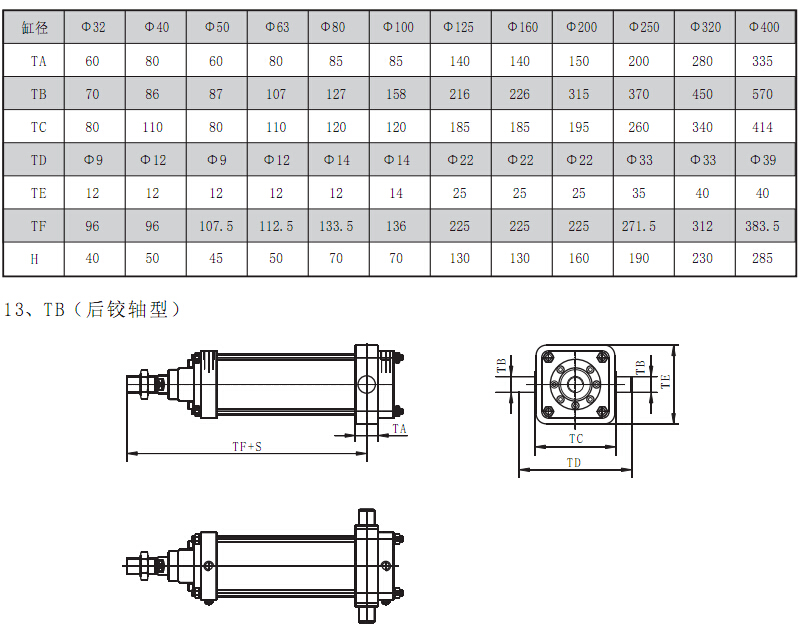 缸径 Φ32 Φ40 Φ50 Φ63 Φ80 Φ100 Φ125 Φ160 Φ200 Φ250 Φ320 Φ400
TA 60 80 60 80 85 85 140 140 150 200 280 335
TB 70 86 87 107 127 158 216 226 315 370 450 570
TC 80 110 80 110 120 120 185 185 195 260 340 414
TD Φ9 Φ12 Φ9 Φ12 Φ14 Φ14 Φ22 Φ22 Φ22 Φ33 Φ33 Φ39
TE 12 12 12 12 12 14 25 25 25 35 40 40
TF 96 96 107.5 112.5 133.5 136 225 225 225 271.5 312 383.5
H 40 50 45 50 70 70 130 130 160 190 230 285
13、TB（后铰轴型）
TB
TB
TE
TA
TF+S
TC
TD